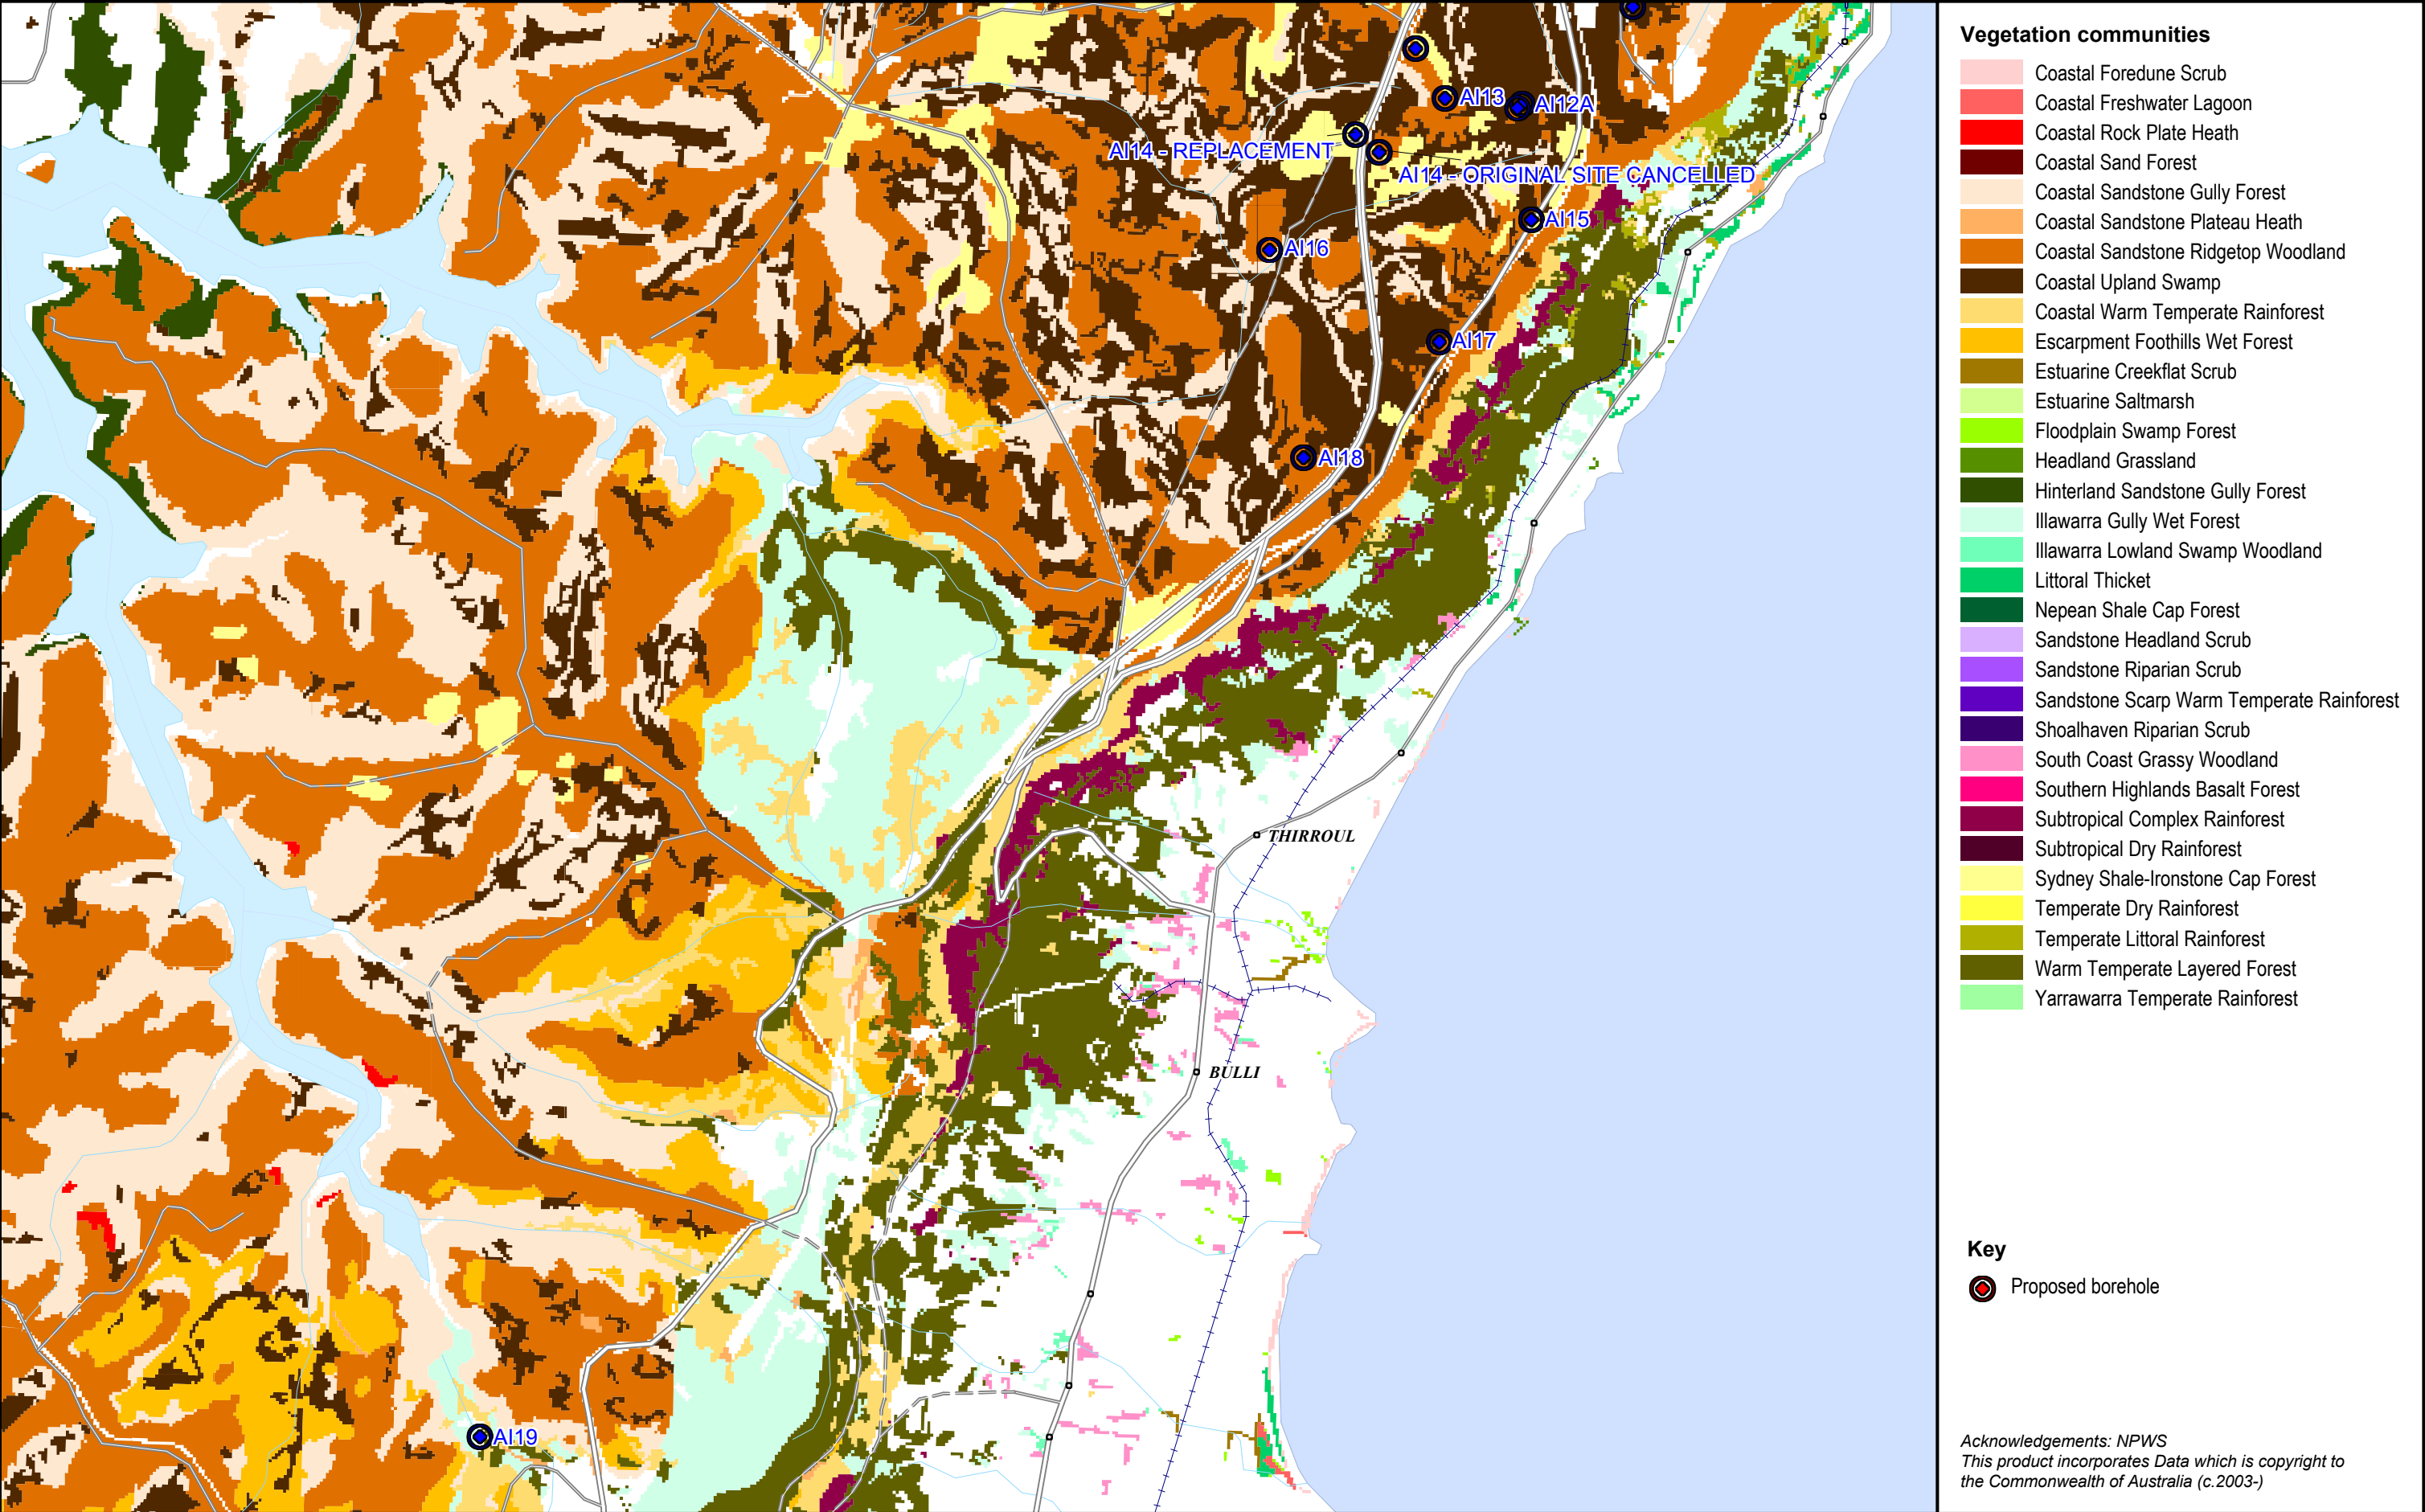 AI13
AI12A
AI14 - REPLACEMENT
AI14 - ORIGINAL SITE CANCELLED
AI15
AI16
AI17
AI18
THIRROUL
BULLI
AI19
Vegetation communities
Coastal Foredune Scrub
Coastal Freshwater Lagoon
Coastal Rock Plate Heath
Coastal Sand Forest
Coastal Sandstone Gully Forest
Coastal Sandstone Plateau Heath
Coastal Sandstone Ridgetop Woodland
Coastal Upland Swamp
Coastal Warm Temperate Rainforest
Escarpment Foothills Wet Forest
Estuarine Creekflat Scrub
Estuarine Saltmarsh
Floodplain Swamp Forest
Headland Grassland
Hinterland Sandstone Gully Forest
Illawarra Gully Wet Forest
Illawarra Lowland Swamp Woodland
Littoral Thicket
Nepean Shale Cap Forest
Sandstone Headland Scrub
Sandstone Riparian Scrub
Sandstone Scarp Warm Temperate Rainforest
Shoalhaven Riparian Scrub
South Coast Grassy Woodland
Southern Highlands Basalt Forest
Subtropical Complex Rainforest
Subtropical Dry Rainforest
Sydney Shale-Ironstone Cap Forest
Temperate Dry Rainforest
Temperate Littoral Rainforest
Warm Temperate Layered Forest
Yarrawarra Temperate Rainforest
Key
Proposed borehole
Acknowledgements: NPWS
This product incorporates Data which is copyright to
the Commonwealth of Australia (c.2003-)